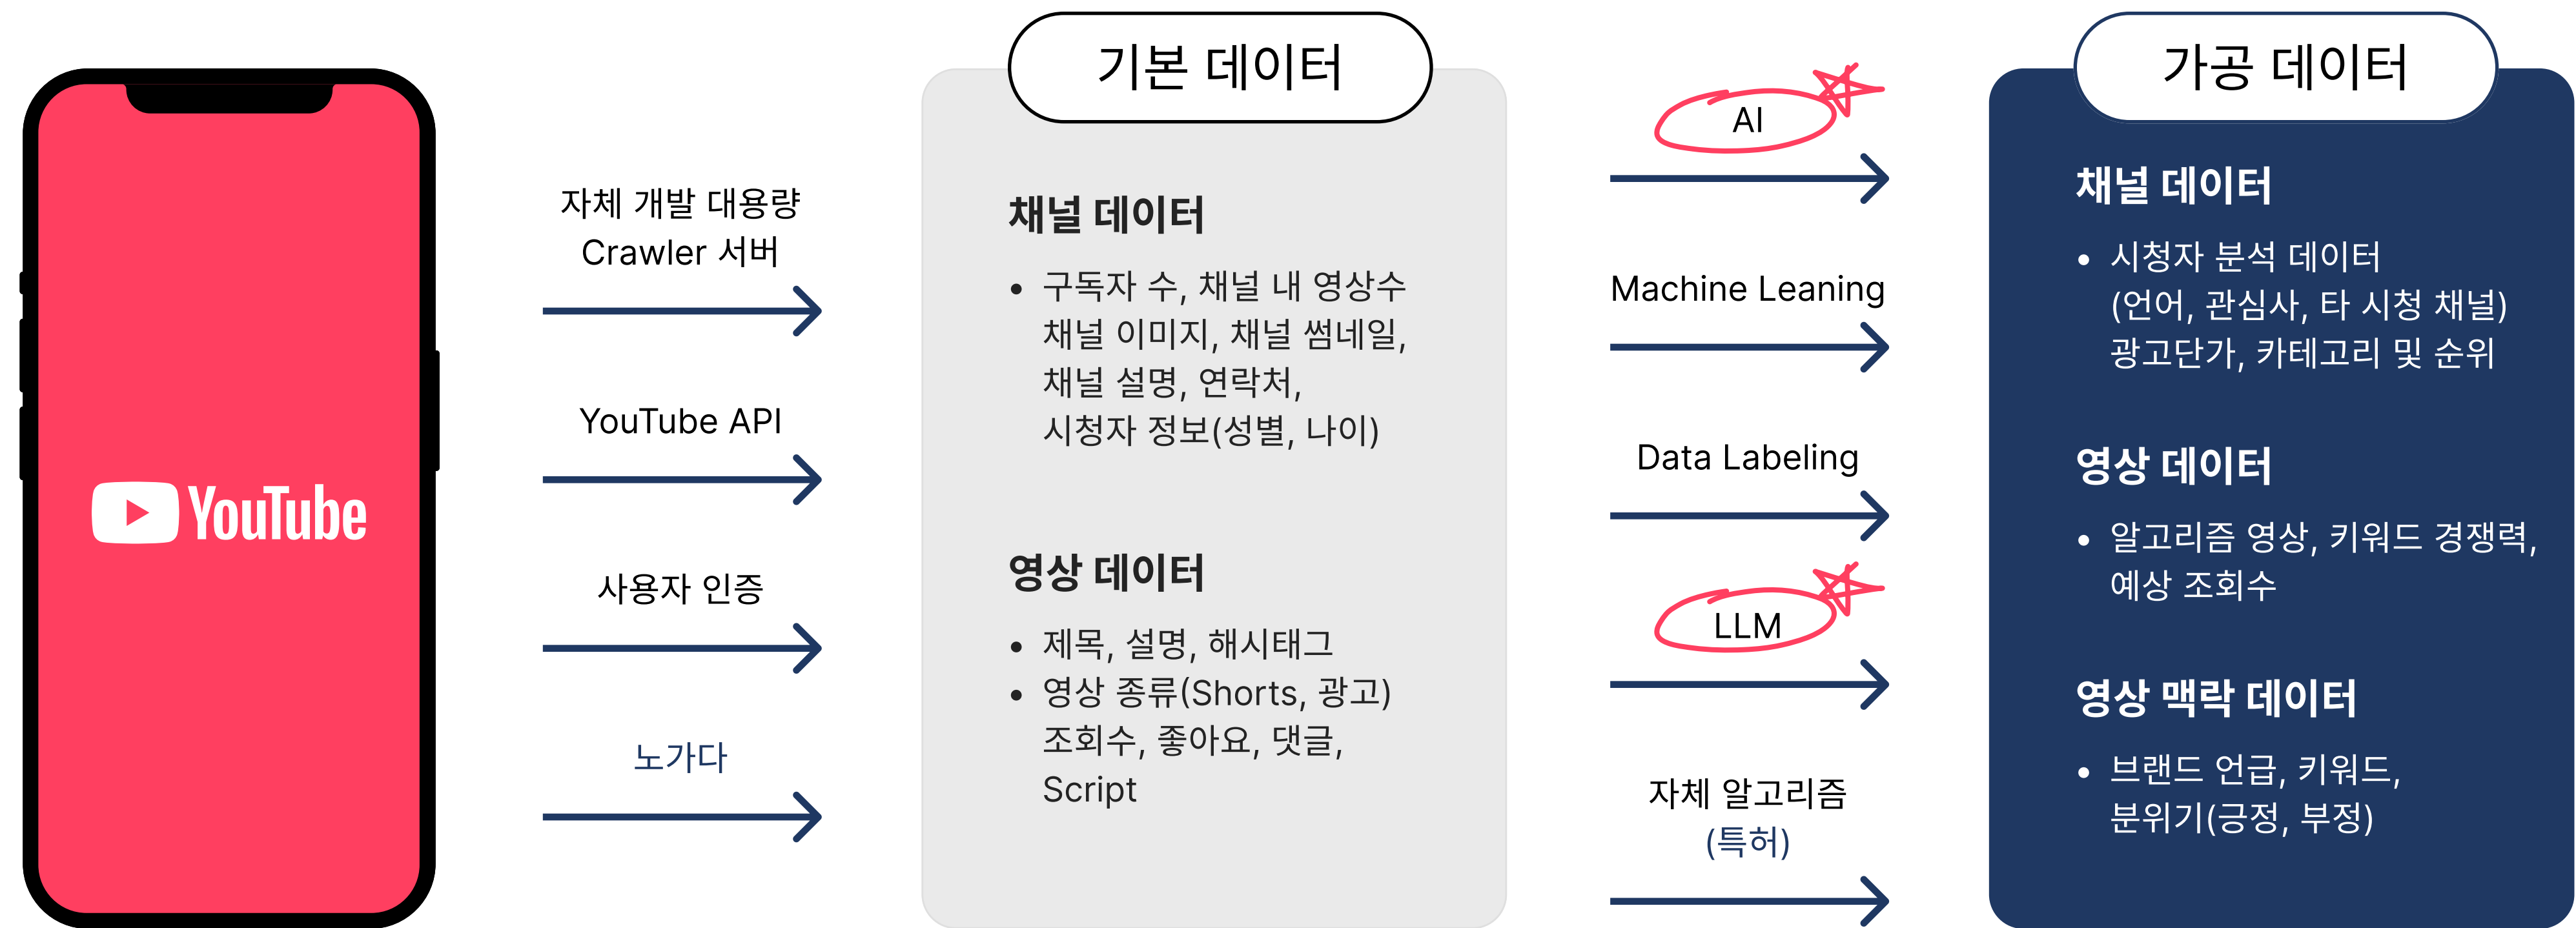 YouTube
자체 개발 대용량
Crawler 서버
YouTube API
사용자 인증
노가다
기본 데이터
채널 데이터
• 구독자 수, 채널 내 영상수
채널 이미지, 채널 썸네일,
채널 설명, 연락처,
시청자 정보(성별, 나이)
영상 데이터
• 제목, 설명, 해시태그
• 영상 종류(Shorts, 광고)
조회수, 좋아요, 댓글,
Script
AI
Machine Leaning
Data Labeling
LLM
자체 알고리즘
(특허)
가공 데이터
채널 데이터
• 시청자 분석 데이터
(언어, 관심사, 타 시청 채널)
광고단가, 카테고리 및 순위
영상 데이터
• 알고리즘 영상, 키워드 경쟁력,
예상 조회수
영상 맥락 데이터
• 브랜드 언급, 키워드,
분위기(긍정, 부정)